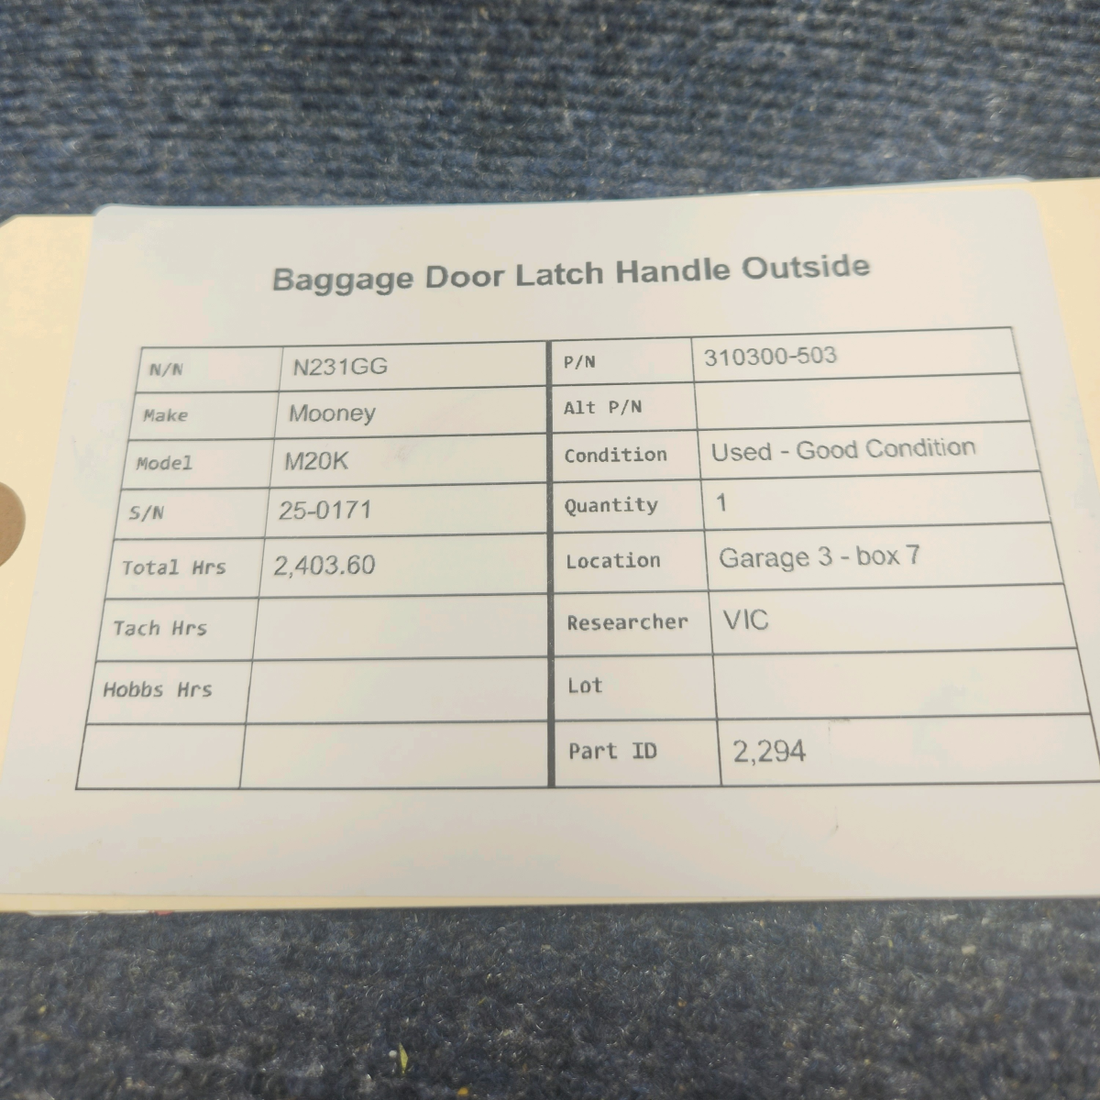 Baggage Door Latch Handle Outside
N/N N231GG P/N 310300-503
Make Mooney Alt P/N
Model M20K Condition Used - Good Condition
S/N 25-0171 Quantity 1
Total Hrs 2,403.60 Location Garage 3 - box 7
Tach Hrs Researcher VIC
Hobbs Hrs Lot
Part ID 2,294